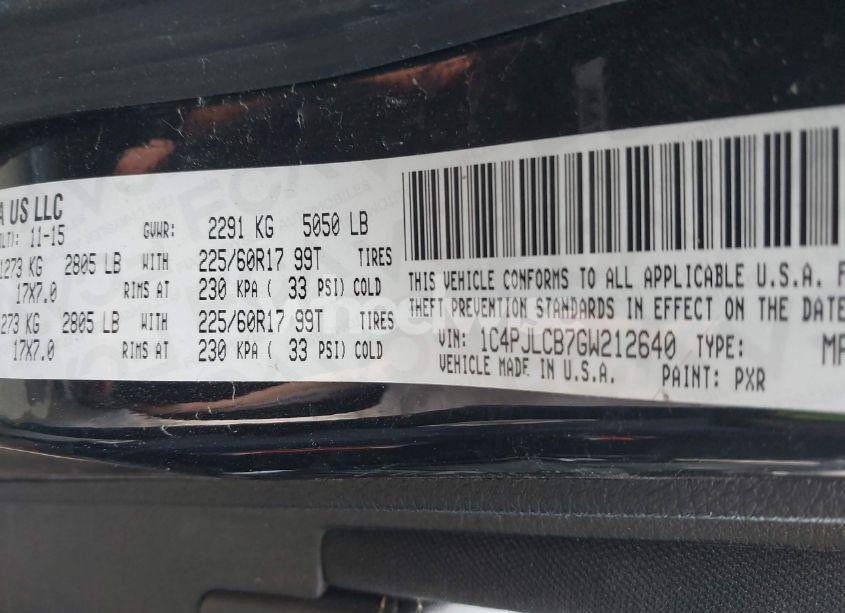 A US LLC
LT): 11-15 GVWR: 2291 KG 5050 LB
1273 KG 2805 LB WITH 225/60R17 99T TIRES
17X7.0 RIMS AT 230 KPA ( 33 PSI) COLD
273 KG 2805 LB WITH 225/60R17 99T TIRES
17X7.0 RIMS AT 230 KPA ( 33 PSI) COLD
THIS VEHICLE CONFORMS TO ALL APPLICABLE U.S.A. F
THEFT PREVENTION STANDARDS IN EFFECT ON THE DATE
VIN: 1C4PJLCB7GW212640 TYPE: MP
VEHICLE MADE IN U.S.A. PAINT: PXR